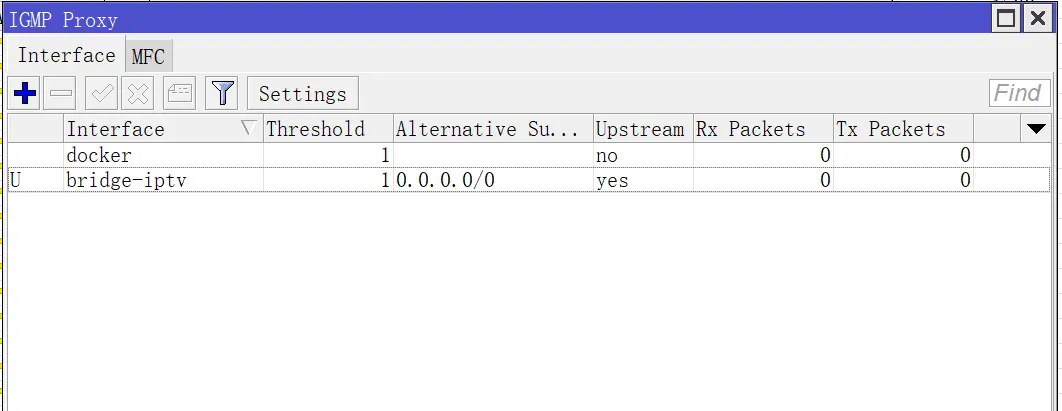 IGMP Proxy
Interface MFC
Settings Find
Interface Threshold Alternative Su... Upstream Rx Packets Tx Packets
docker 1 no 0 0
U bridge-iptv 1 0.0.0.0/0 yes 0 0